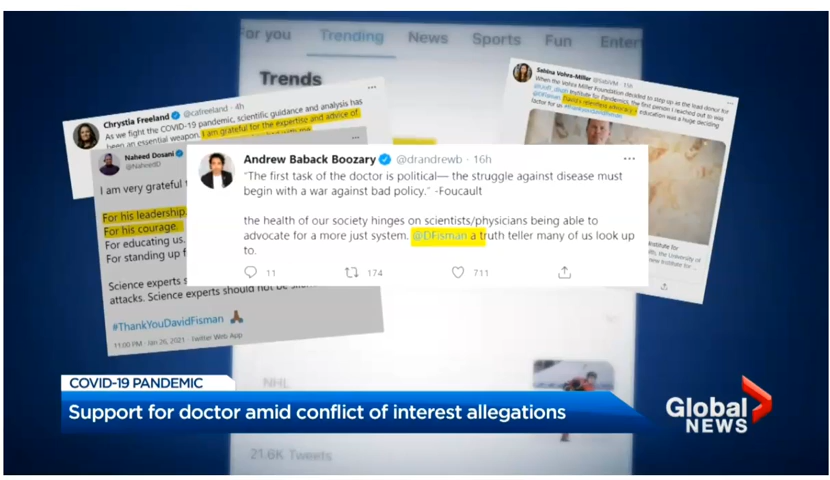 For you Trending News Sports Fun Enter
Trends
Chrystia Freeland @cafreeland · 4h
As we fight the COVID-19 pandemic, scientific guidance and analysis has
been an essential weapon. I am grateful for the expertise and advice of
Naheed Dosani
@NaheedD
I am very grateful
For his leadership.
For his courage.
For educating us.
For standing up f
Science experts s
attacks. Science experts should not be
#ThankYouDavidFisman
11:00 PM · Jan 26, 2021 · Twitter Web App
Sabina Vohra-Miller
When the Vohra Miller Foundation decided to step up as the lead donor for
Institute for Pandemics, the first person I reached out to was
education was a huge deciding
factor for us
Institute for
the University of
new Institute for ...
Andrew Baback Boozary @drandrewb · 16h
"The first task of the doctor is political— the struggle against disease must
begin with a war against bad policy." -Foucault
the health of our society hinges on scientists/physicians being able to
advocate for a more just system. @DFisman a truth teller many of us look up
to.
11 174 711
NHL
21.6K Tweets
COVID-19 PANDEMIC
Support for doctor amid conflict of interest allegations
Global
NEWS